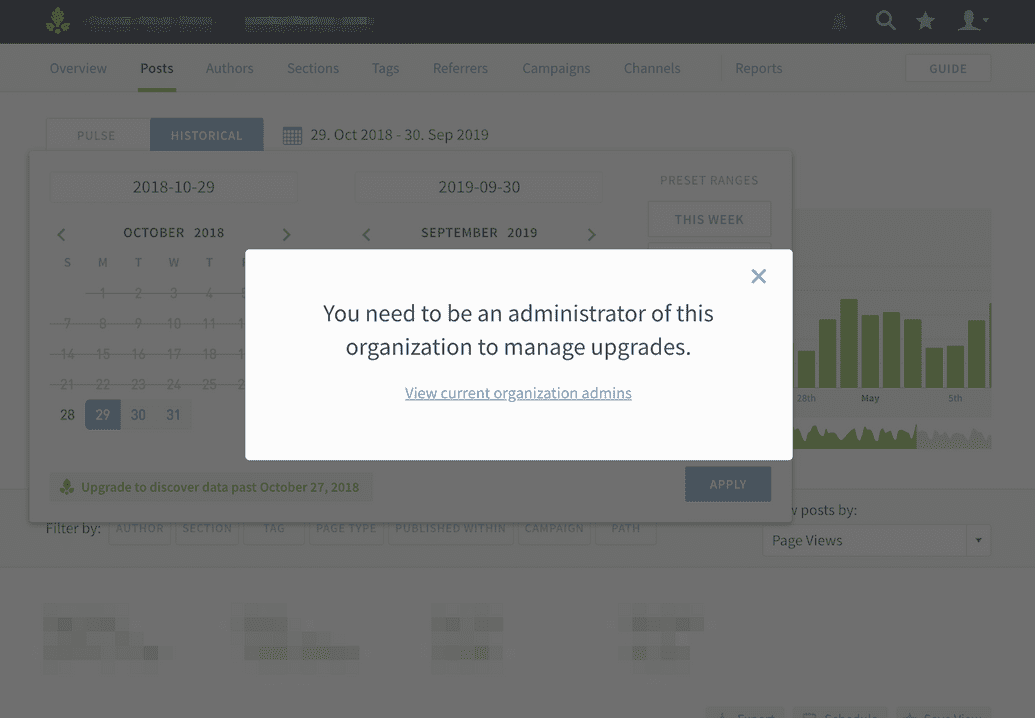 Overview Posts Authors Sections Tags Referrers Campaigns Channels Reports GUIDE
PULSE HISTORICAL 29. Oct 2018 - 30. Sep 2019
2018-10-29 2019-09-30 PRESET RANGES
THIS WEEK
OCTOBER 2018 SEPTEMBER 2019
S M T W T
1 2 3 4
7 8 9 10 11
14 15 16 17 18
21 22 23 24 25
28 29 30 31
You need to be an administrator of this
organization to manage upgrades.
View current organization admins
28th May 5th
Upgrade to discover data past October 27, 2018
APPLY
posts by:
Filter by: AUTHOR SECTION TAG PAGE TYPE PUBLISHED WITHIN CAMPAIGN PATH
Page Views
Export Schedule Save View